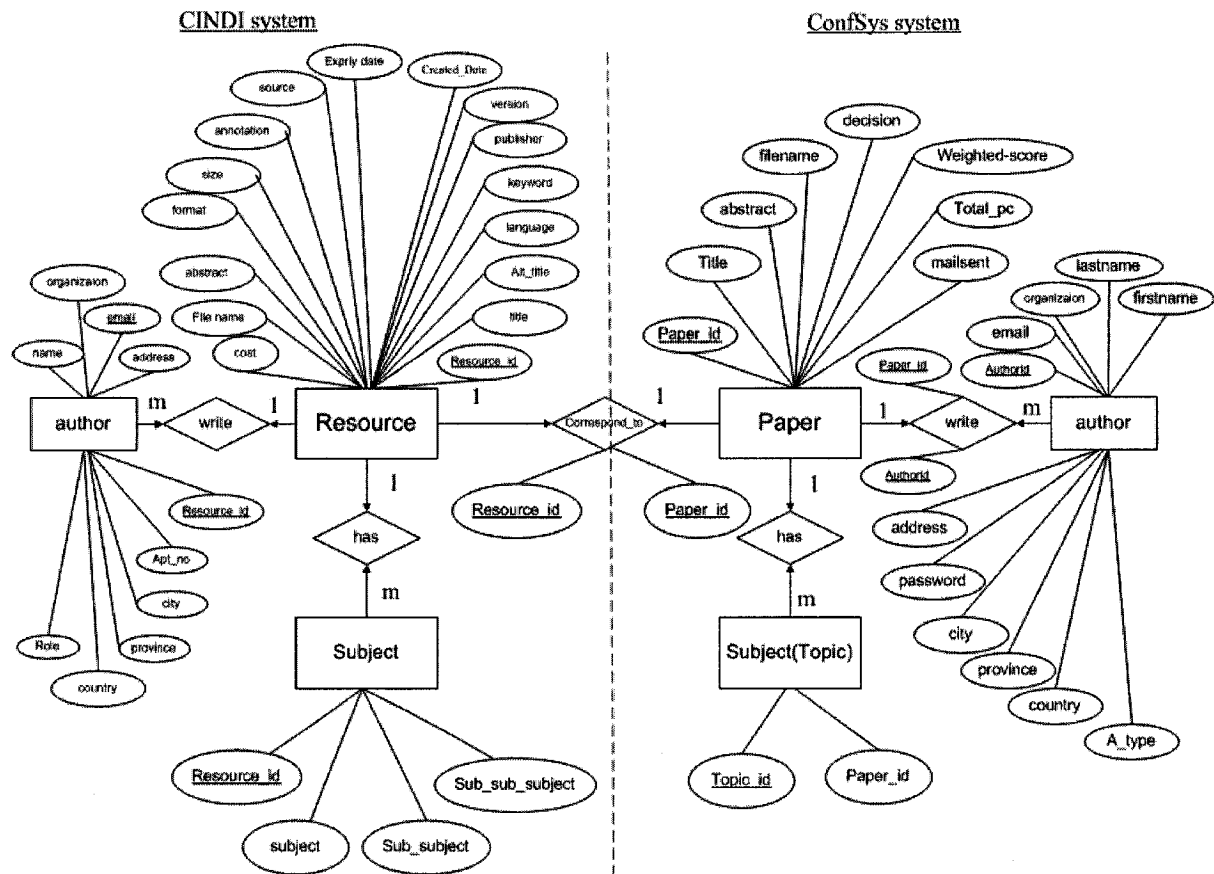 CINDI system
ConfSys system
Expriy date
Created_Date
source
version
annotation
publisher
size
keyword
format
language
abstract
Alt_title
File name
title
cost
Resource_id
organizaion
email
name
address
author
m
write
1
Resource
1
Correspond_to
1
Paper
1
write
m
author
decision
filename
Weighted-score
abstract
Total_pc
Title
mailsent
Paper_id
lastname
organizaion
firstname
email
Paper_id
AuthorId
AuthorId
Resource_id
Apt_no
city
province
Role
country
1
has
m
Subject
Resource_id
subject
Sub_subject
Sub_sub_subject
Resource_id
Paper_id
1
has
m
Subject(Topic)
Topic_id
Paper_id
address
password
city
province
country
A_type